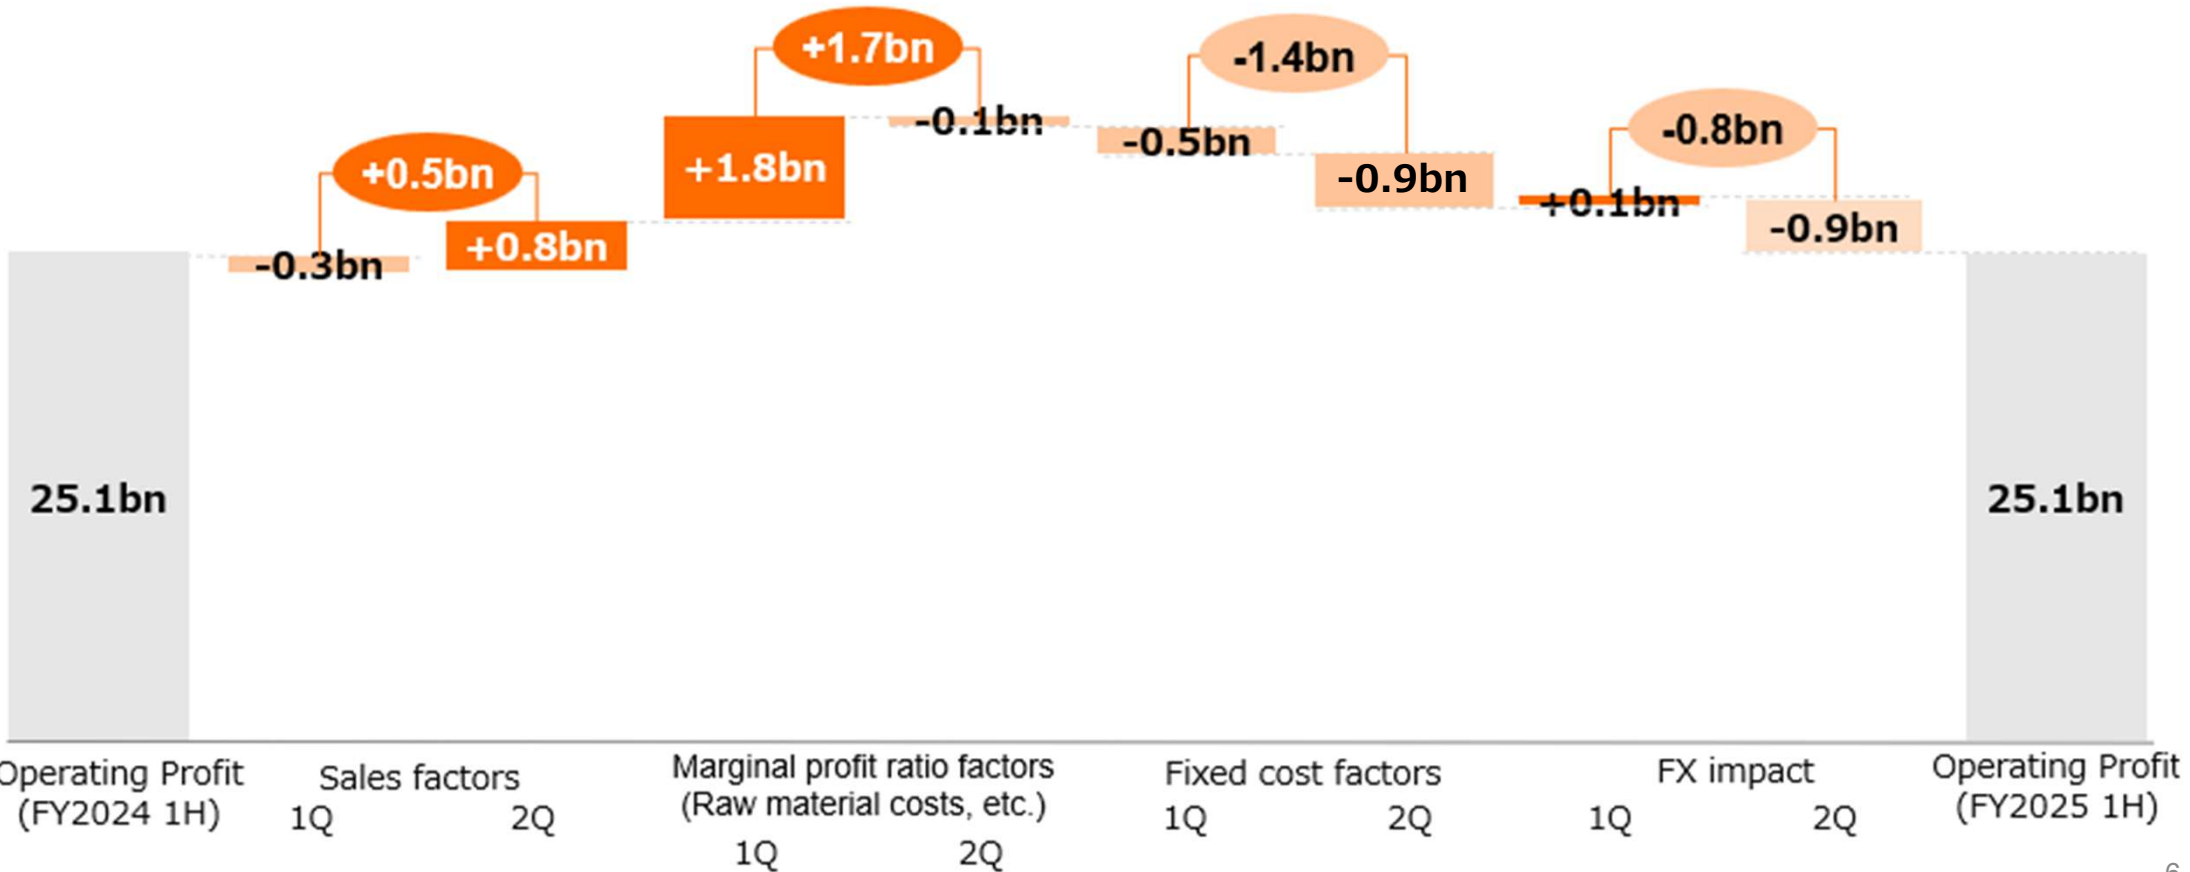 +1.7bn
-1.4bn
-0.8bn
+0.5bn
-0.1bn
-0.5bn
+1.8bn
-0.9bn
+0.1bn
-0.9bn
-0.3bn
+0.8bn
25.1bn
25.1bn
Operating Profit
(FY2024 1H)
Sales factors
1Q 2Q
Marginal profit ratio factors
(Raw material costs, etc.)
1Q 2Q
Fixed cost factors
1Q 2Q
FX impact
1Q 2Q
Operating Profit
(FY2025 1H)